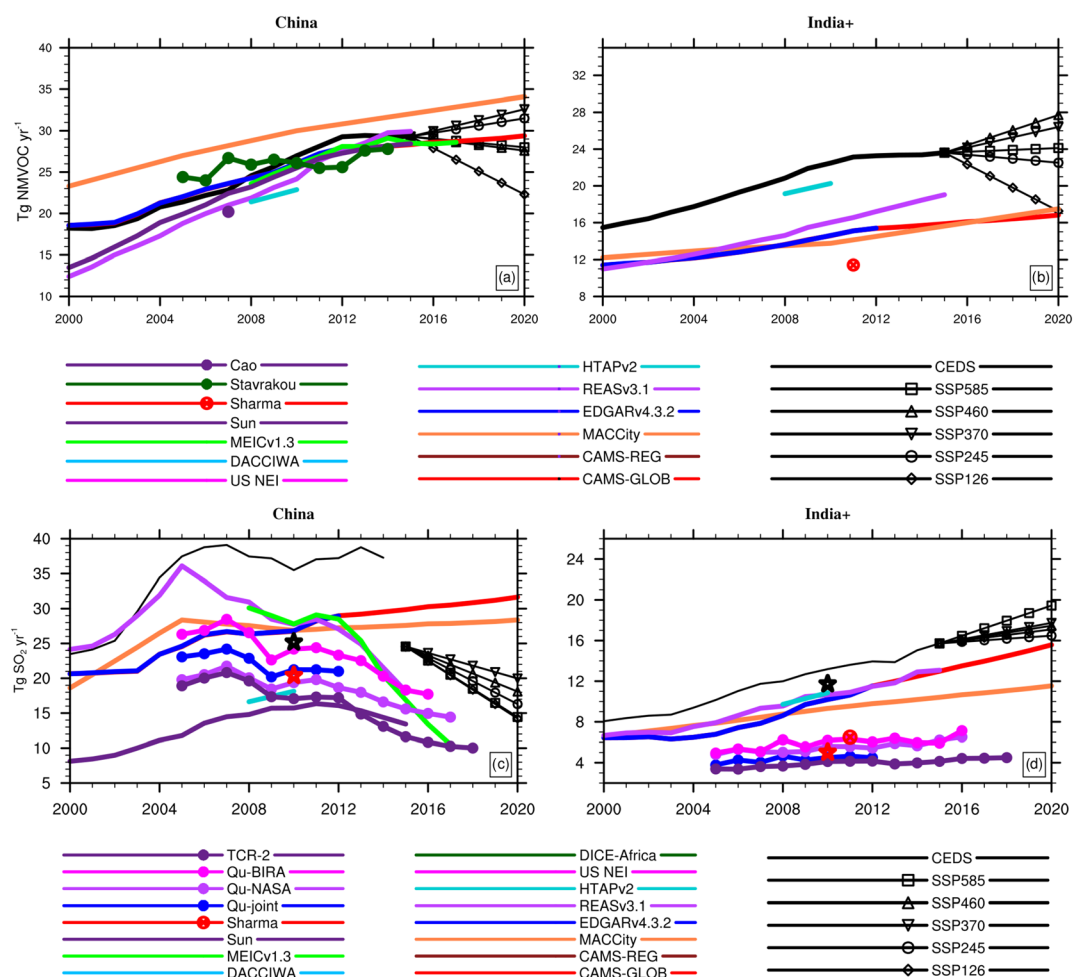 China
India+
Tg NMVOC yr-1
40
35
30
25
20
15
10
2000
2004
2008
2012
2016
2020
(a)
32
28
24
20
16
12
8
2000
2004
2008
2012
2016
2020
(b)
Cao
Stavrakou
Sharma
Sun
MEICv1.3
DACCIWA
US NEI
HTAPv2
REASv3.1
EDGARv4.3.2
MACCity
CAMS-REG
CAMS-GLOB
CEDS
SSP585
SSP460
SSP370
SSP245
SSP126
China
India+
Tg SO2 yr-1
40
35
30
25
20
15
10
5
2000
2004
2008
2012
2016
2020
(c)
24
20
16
12
8
4
2000
2004
2008
2012
2016
2020
(d)
TCR-2
Qu-BIRA
Qu-NASA
Qu-joint
Sharma
Sun
MEICv1.3
DACCIWA
DICE-Africa
US NEI
HTAPv2
REASv3.1
EDGARv4.3.2
MACCity
CAMS-REG
CAMS-GLOB
CEDS
SSP585
SSP460
SSP370
SSP245
SSP126